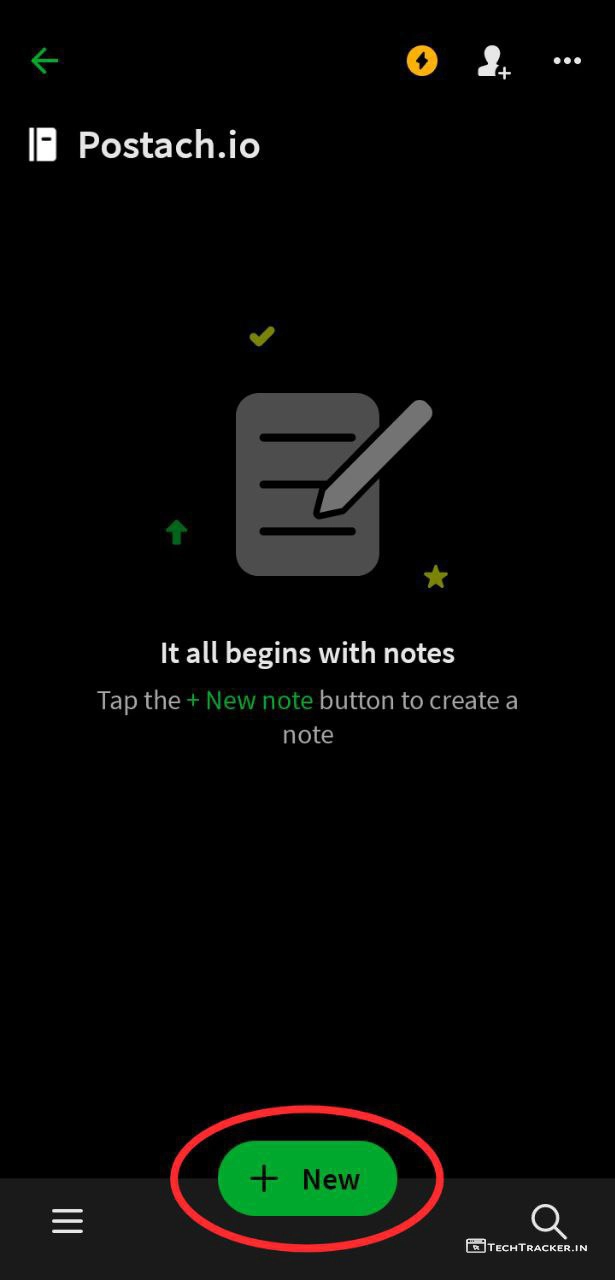 Postach.io
It all begins with notes
Tap the + New note button to create a
note
+ New
TECHTRACKER.IN